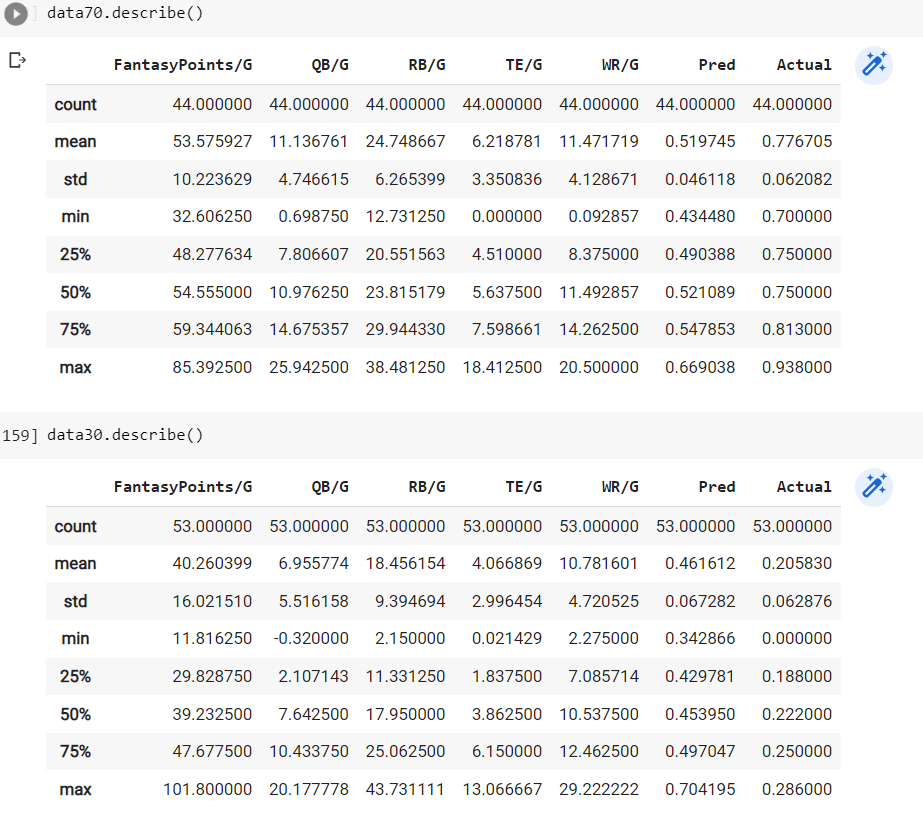 data70.describe()
FantasyPoints/G QB/G RB/G TE/G WR/G Pred Actual
count 44.000000 44.000000 44.000000 44.000000 44.000000 44.000000 44.000000
mean 53.575927 11.136761 24.748667 6.218781 11.471719 0.519745 0.776705
std 10.223629 4.746615 6.265399 3.350836 4.128671 0.046118 0.062082
min 32.606250 0.698750 12.731250 0.000000 0.092857 0.434480 0.700000
25% 48.277634 7.806607 20.551563 4.510000 8.375000 0.490388 0.750000
50% 54.555000 10.976250 23.815179 5.637500 11.492857 0.521089 0.750000
75% 59.344063 14.675357 29.944330 7.598661 14.262500 0.547853 0.813000
max 85.392500 25.942500 38.481250 18.412500 20.500000 0.669038 0.938000
159] data30.describe()
FantasyPoints/G QB/G RB/G TE/G WR/G Pred Actual
count 53.000000 53.000000 53.000000 53.000000 53.000000 53.000000 53.000000
mean 40.260399 6.955774 18.456154 4.066869 10.781601 0.461612 0.205830
std 16.021510 5.516158 9.394694 2.996454 4.720525 0.067282 0.062876
min 11.816250 -0.320000 2.150000 0.021429 2.275000 0.342866 0.000000
25% 29.828750 2.107143 11.331250 1.837500 7.085714 0.429781 0.188000
50% 39.232500 7.642500 17.950000 3.862500 10.537500 0.453950 0.222000
75% 47.677500 10.433750 25.062500 6.150000 12.462500 0.497047 0.250000
max 101.800000 20.177778 43.731111 13.066667 29.222222 0.704195 0.286000